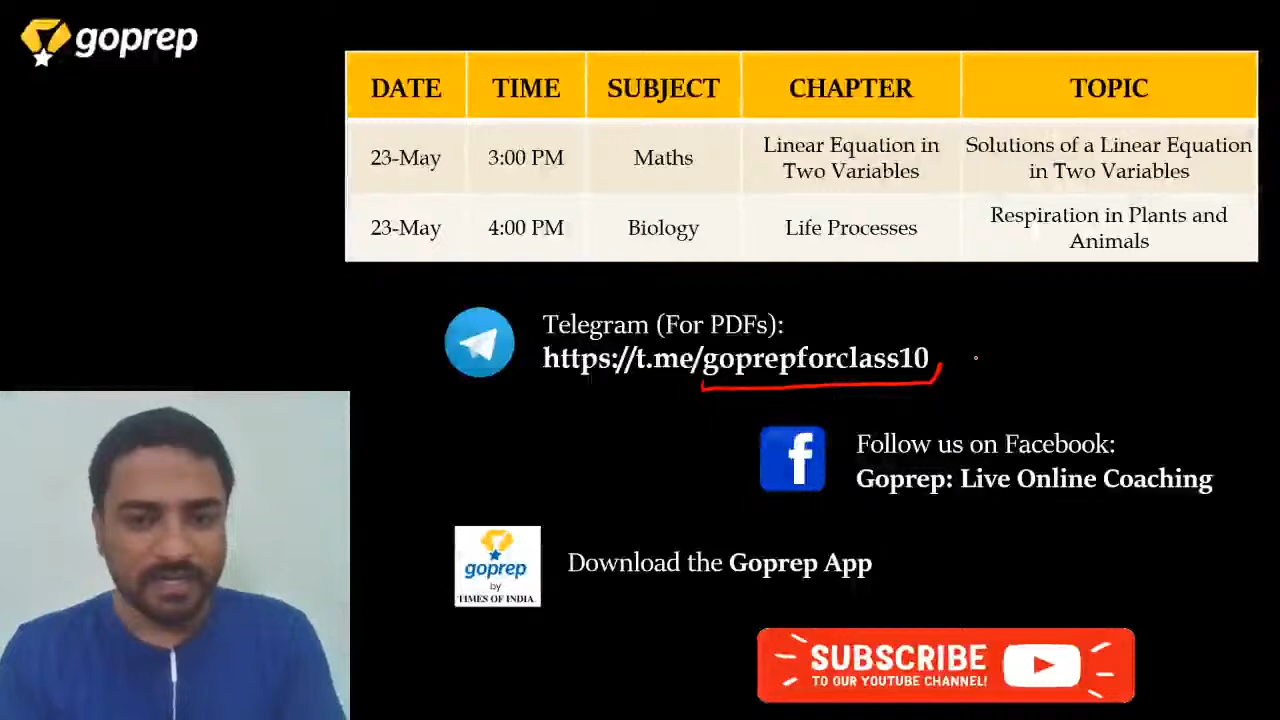 goprep
DATE TIME SUBJECT CHAPTER TOPIC
23-May 3:00 PM Maths Linear Equation in Two Variables Solutions of a Linear Equation in Two Variables
23-May 4:00 PM Biology Life Processes Respiration in Plants and Animals
Telegram (For PDFs):
https://t.me/goprepforclass10
Follow us on Facebook:
Goprep: Live Online Coaching
goprep
by
TIMES OF INDIA
Download the Goprep App
SUBSCRIBE
TO OUR YOUTUBE CHANNEL!